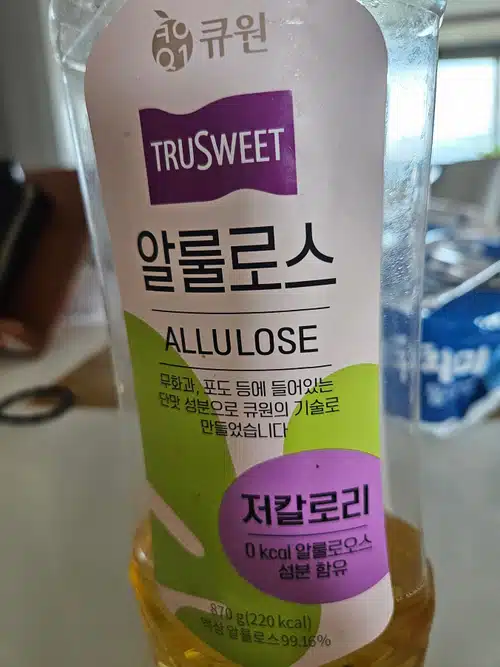 큐원
TRUSWEET
알룰로스
ALLULOSE
무화과, 포도 등에 들어있는
단맛 성분으로 큐원의 기술로
만들었습니다
저칼로리
0 kcal 알룰로오스
성분 함유
870 g(220 kcal)
액상알룰로스99.16%